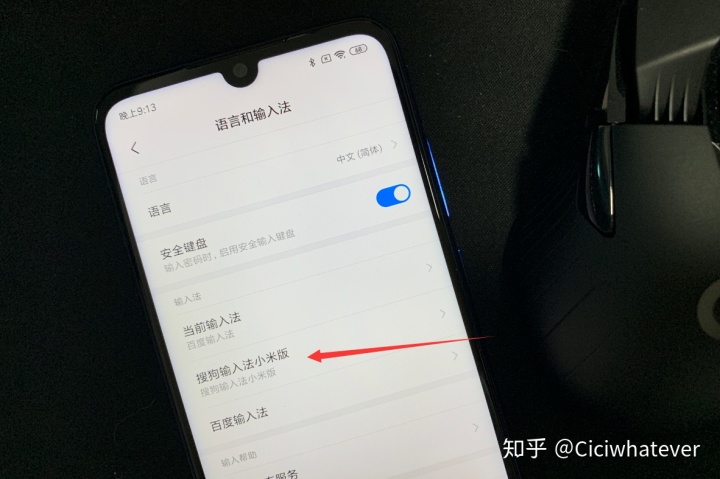 晚上9:13
68
语言和输入法
语言
语言
中文 (简体)
安全键盘
输入密码时，启用安全输入键盘
输入法
当前输入法
百度输入法
搜狗输入法小米版
搜狗输入法小米版
百度输入法
输入帮助
服务
知乎 @Ciciwhatever